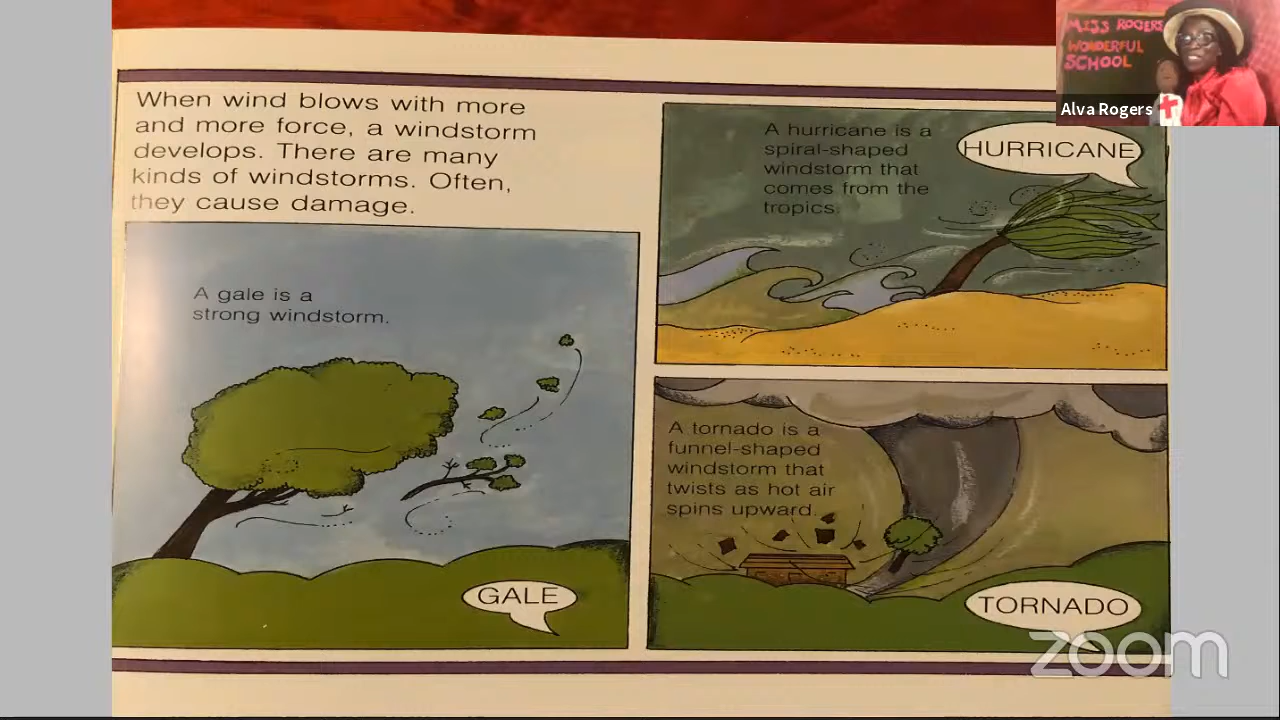 When wind blows with more
and more force, a windstorm
develops. There are many
kinds of windstorms. Often,
they cause damage.
A gale is a
strong windstorm.
GALE
A hurricane is a
spiral-shaped
windstorm that
comes from the
tropics.
HURRICANE
A tornado is a
funnel-shaped
windstorm that
twists as hot air
spins upward.
TORNADO
MISS ROGERS
WONDERFUL
SCHOOL
Alva Rogers
zoom